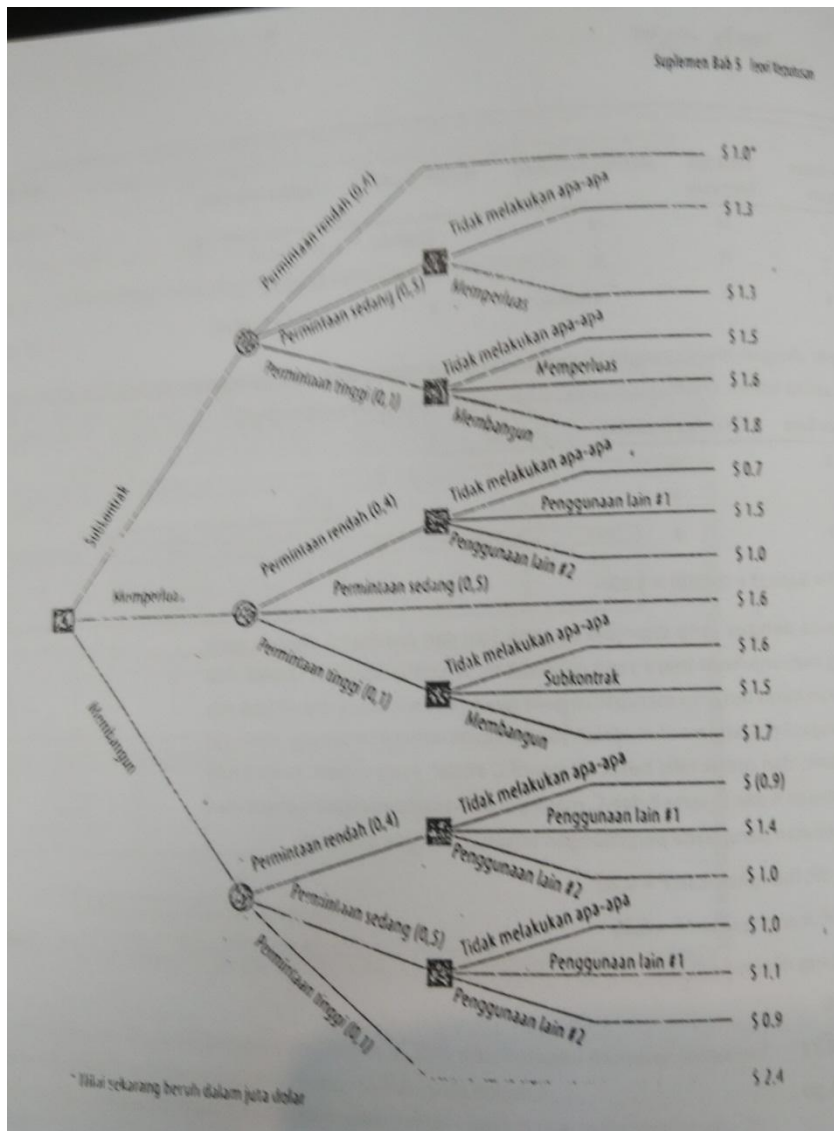 Suplemen Bab 5 Teori Keputusan
$ 1.0*
Permintaan rendah (0,4)
Tidak melakukan apa-apa
$ 1.3
Permintaan sedang (0,5)
Memperluas
$ 1.3
Tidak melakukan apa-apa
$ 1.5
Permintaan tinggi (0,1)
Memperluas
$ 1.6
Membangun
$ 1.8
Subkontrak
Tidak melakukan apa-apa
$ 0.7
Permintaan rendah (0,4)
Penggunaan lain #1
$ 1.5
Penggunaan lain #2
$ 1.0
Memperluas
Permintaan sedang (0,5)
$ 1.6
Tidak melakukan apa-apa
$ 1.6
Permintaan tinggi (0,1)
Subkontrak
$ 1.5
Membangun
$ 1.7
Membangun
Tidak melakukan apa-apa
$ (0.9)
Permintaan rendah (0,4)
Penggunaan lain #1
$ 1.4
Penggunaan lain #2
$ 1.0
Permintaan sedang (0,5)
Tidak melakukan apa-apa
$ 1.0
Penggunaan lain #1
$ 1.1
Permintaan tinggi (0,1)
Penggunaan lain #2
$ 0.9
$ 2.4
* Nilai sekarang bersih dalam juta dolar